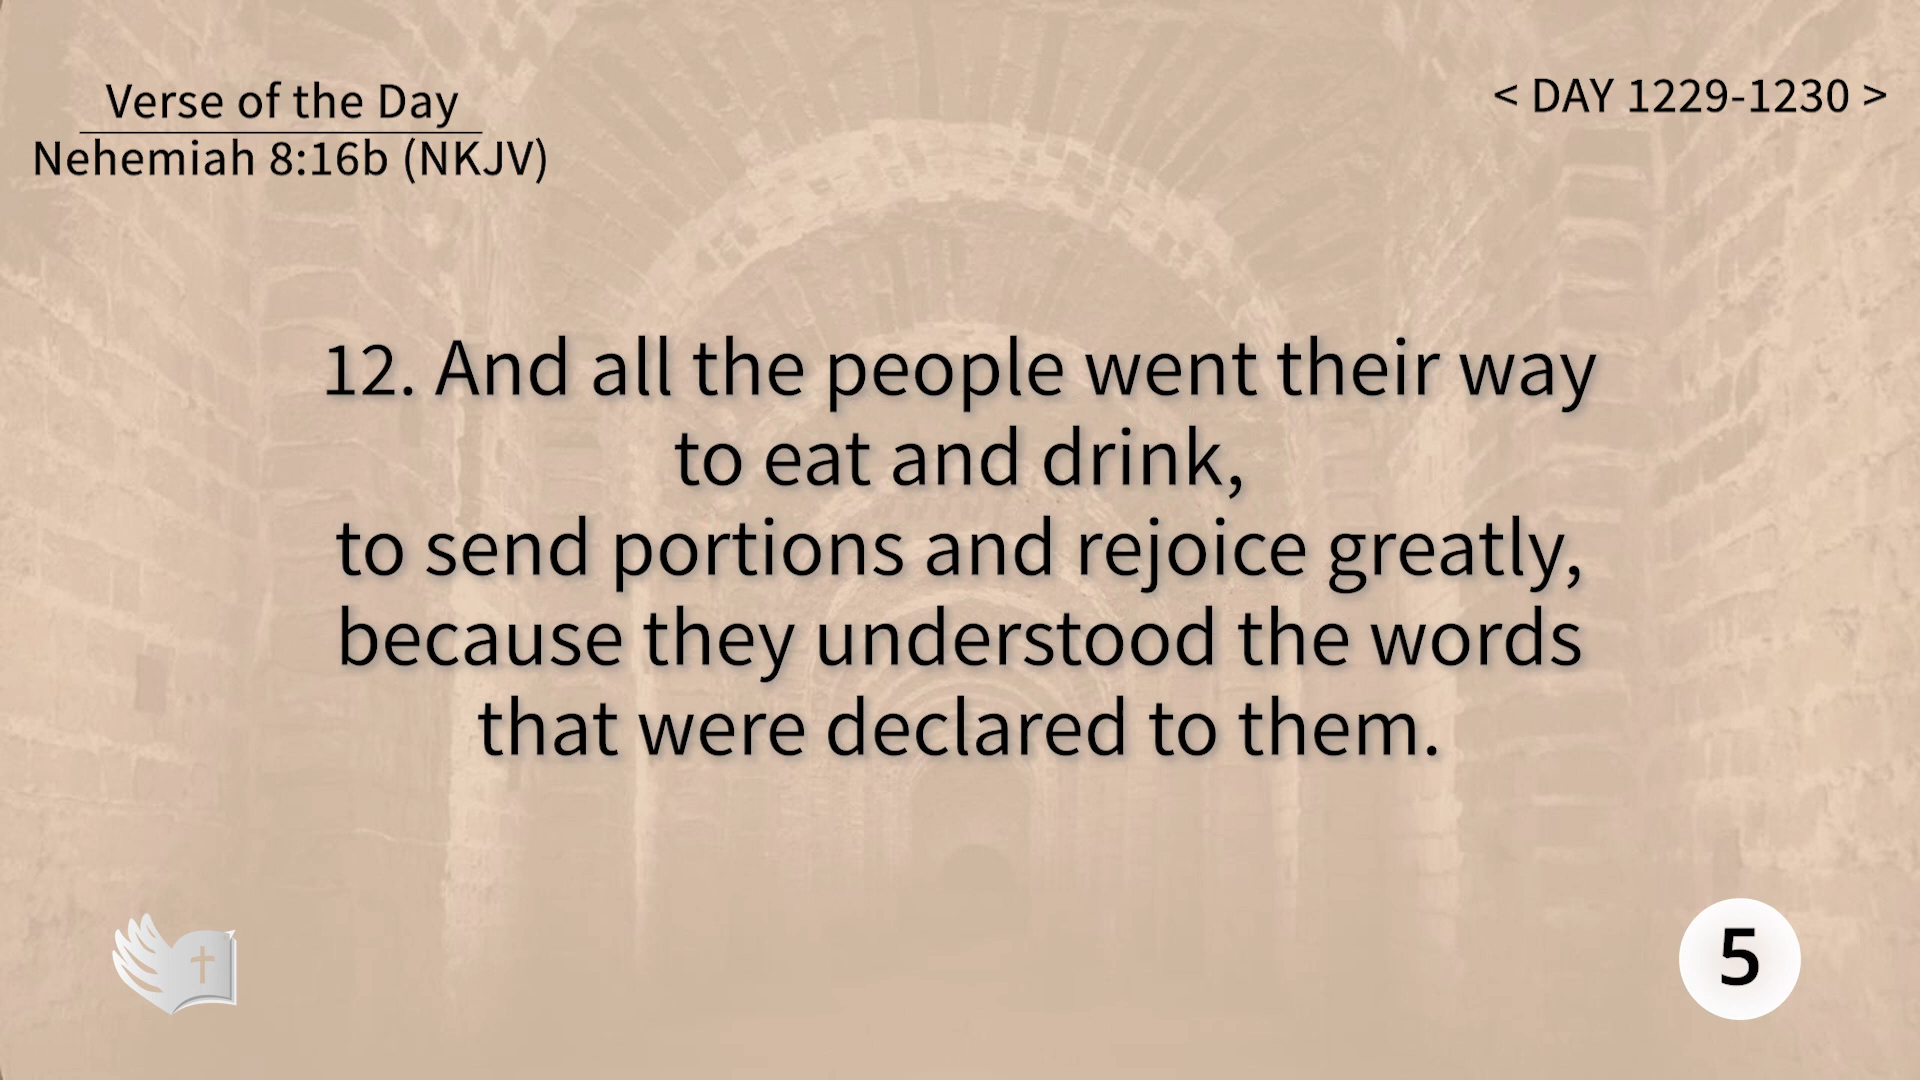 Verse of the Day
Nehemiah 8:16b (NKJV)
< DAY 1229-1230 >
12. And all the people went their way
to eat and drink,
to send portions and rejoice greatly,
because they understood the words
that were declared to them.
5